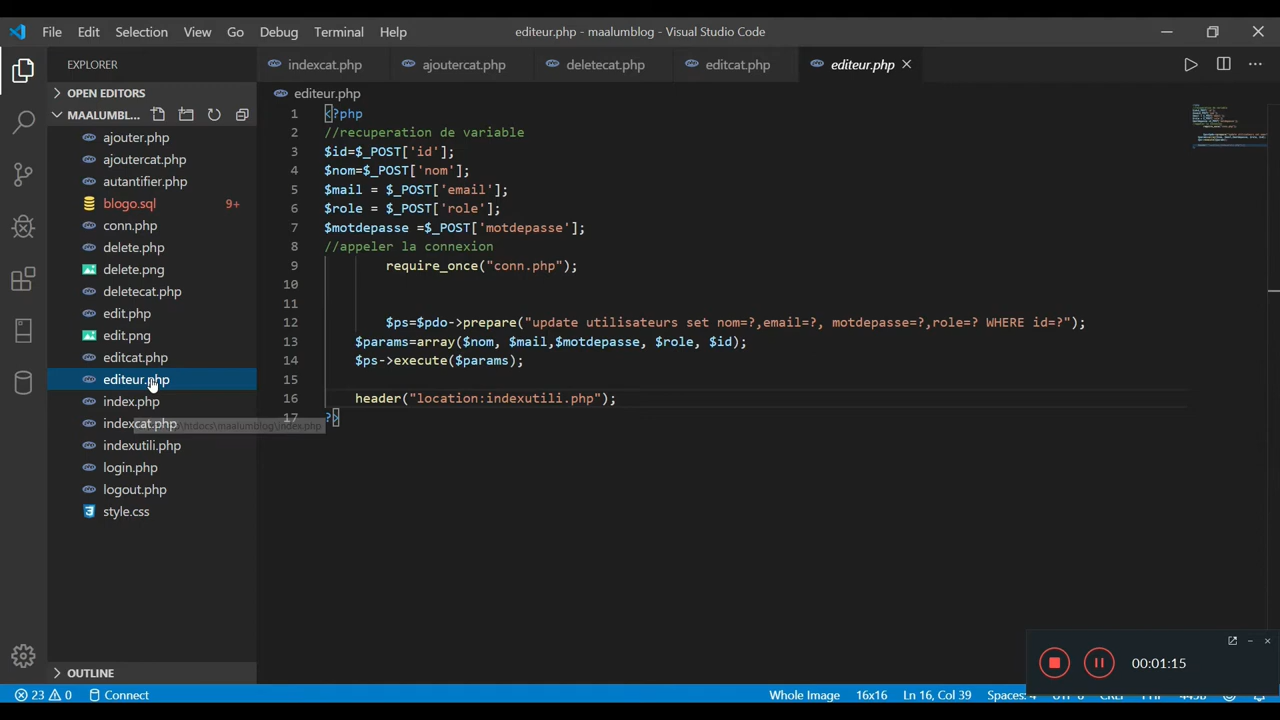 File Edit Selection View Go Debug Terminal Help editeur.php - maalumblog - Visual Studio Code
EXPLORER
indexcat.php ajoutercat.php deletecat.php editcat.php editeur.php
OPEN EDITORS
MAALUMBL...
ajouter.php
ajoutercat.php
autantifier.php
blogo.sql 9+
conn.php
delete.php
delete.png
deletecat.php
edit.php
edit.png
editcat.php
editeur.php
index.php
indexcat.php \htdocs\maalumblog\index.php
indexutili.php
login.php
logout.php
style.css
OUTLINE
editeur.php
1 <?php
2 //recuperation de variable
3 $id=$_POST['id'];
4 $nom=$_POST['nom'];
5 $mail = $_POST['email'];
6 $role = $_POST['role'];
7 $motdepasse =$_POST['motdepasse'];
8 //appeler la connexion
9 require_once("conn.php");
10
11
12 $ps=$pdo->prepare("update utilisateurs set nom=?,email=?, motdepasse=?,role=? WHERE id=?");
13 $params=array($nom, $mail,$motdepasse, $role, $id);
14 $ps->execute($params);
15
16 header("location:indexutili.php");
17 ?>
00:01:15
23 0 Connect Whole Image 16x16 Ln 16, Col 39 Spaces: 4